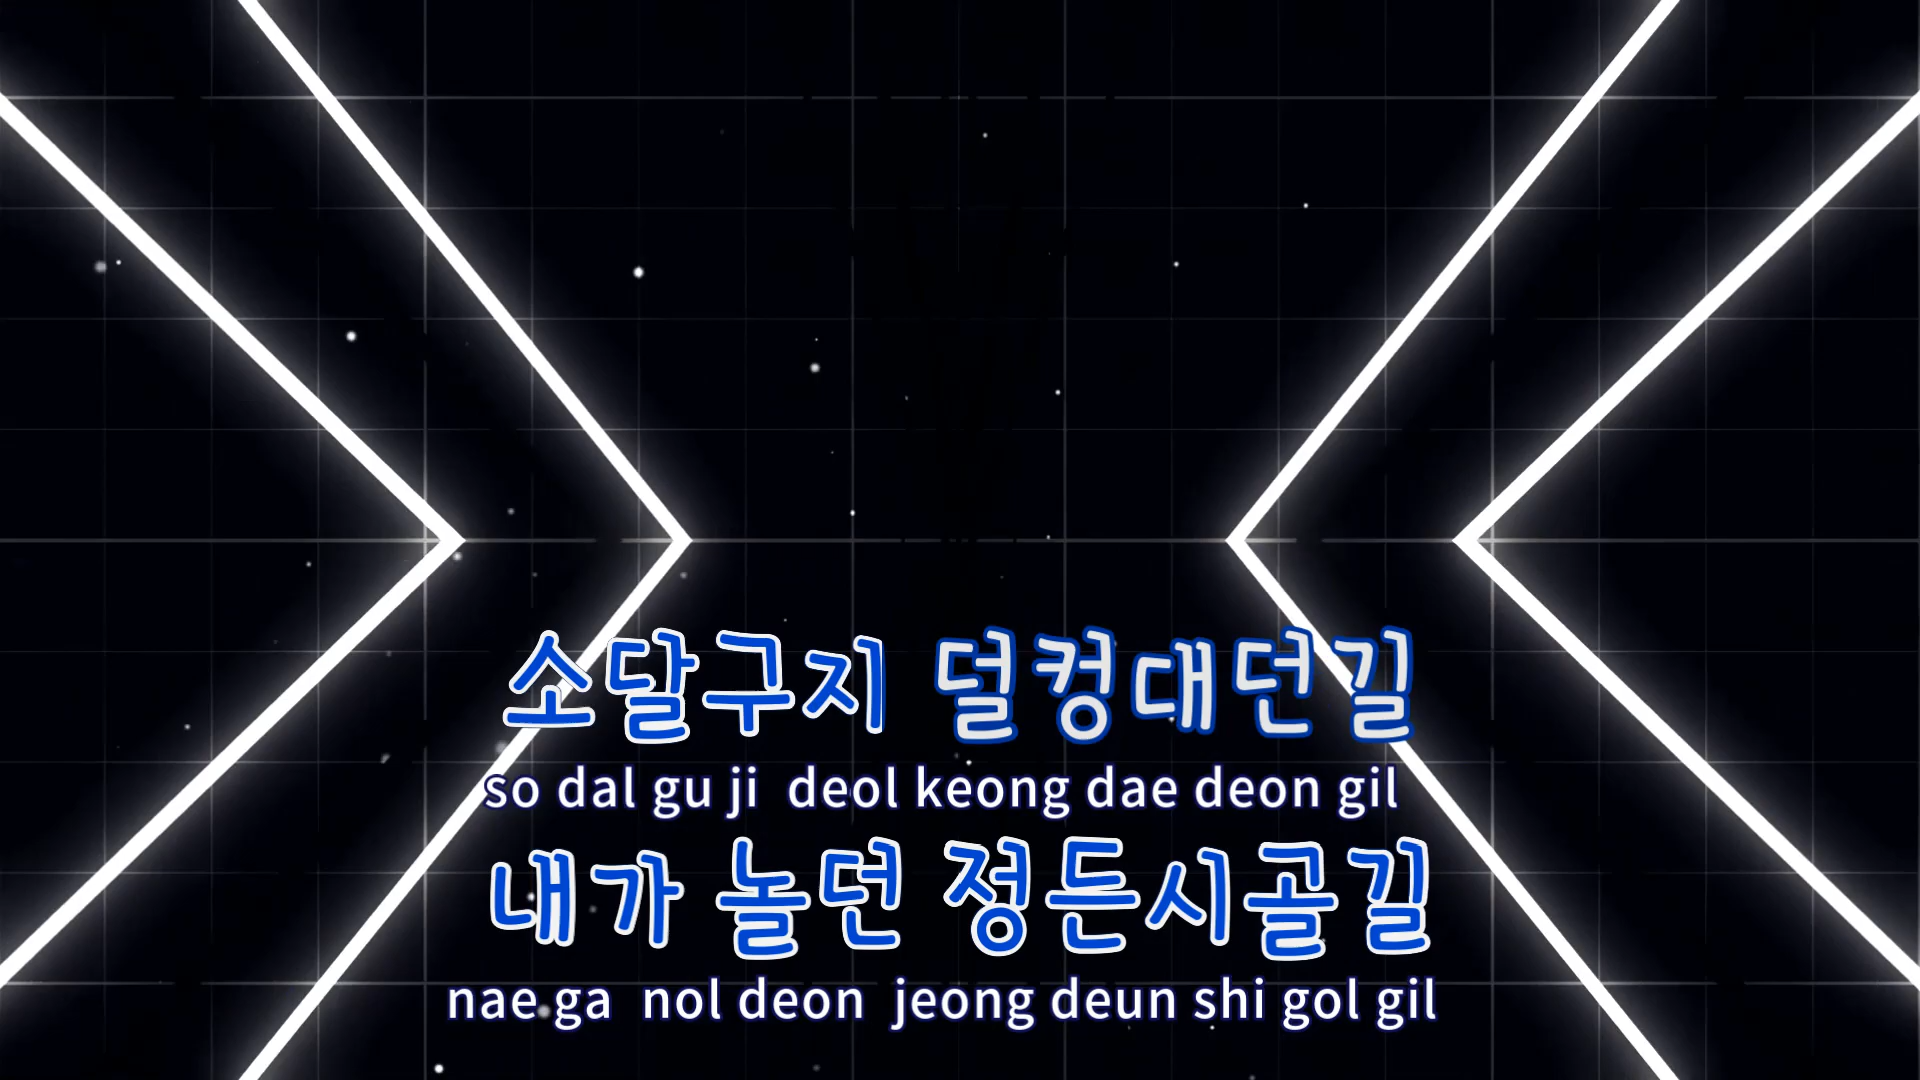 소달구지 덜컹대던길
so dal gu ji deol keong dae deon gil
내가 놀던 정든시골길
nae ga nol deon jeong deun shi gol gil